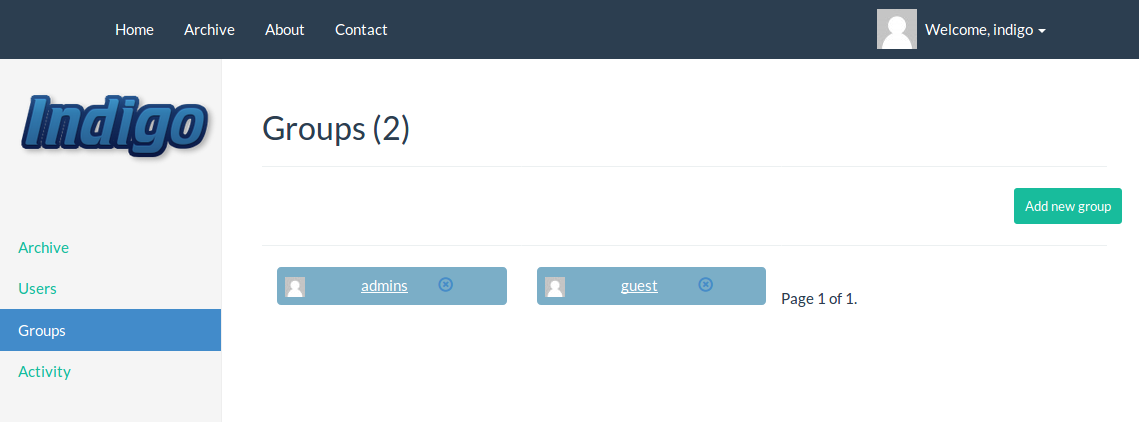 Home Archive About Contact Welcome, indigo
Indigo
Groups (2)
Add new group
Archive
Users
Groups
Activity
admins guest Page 1 of 1.